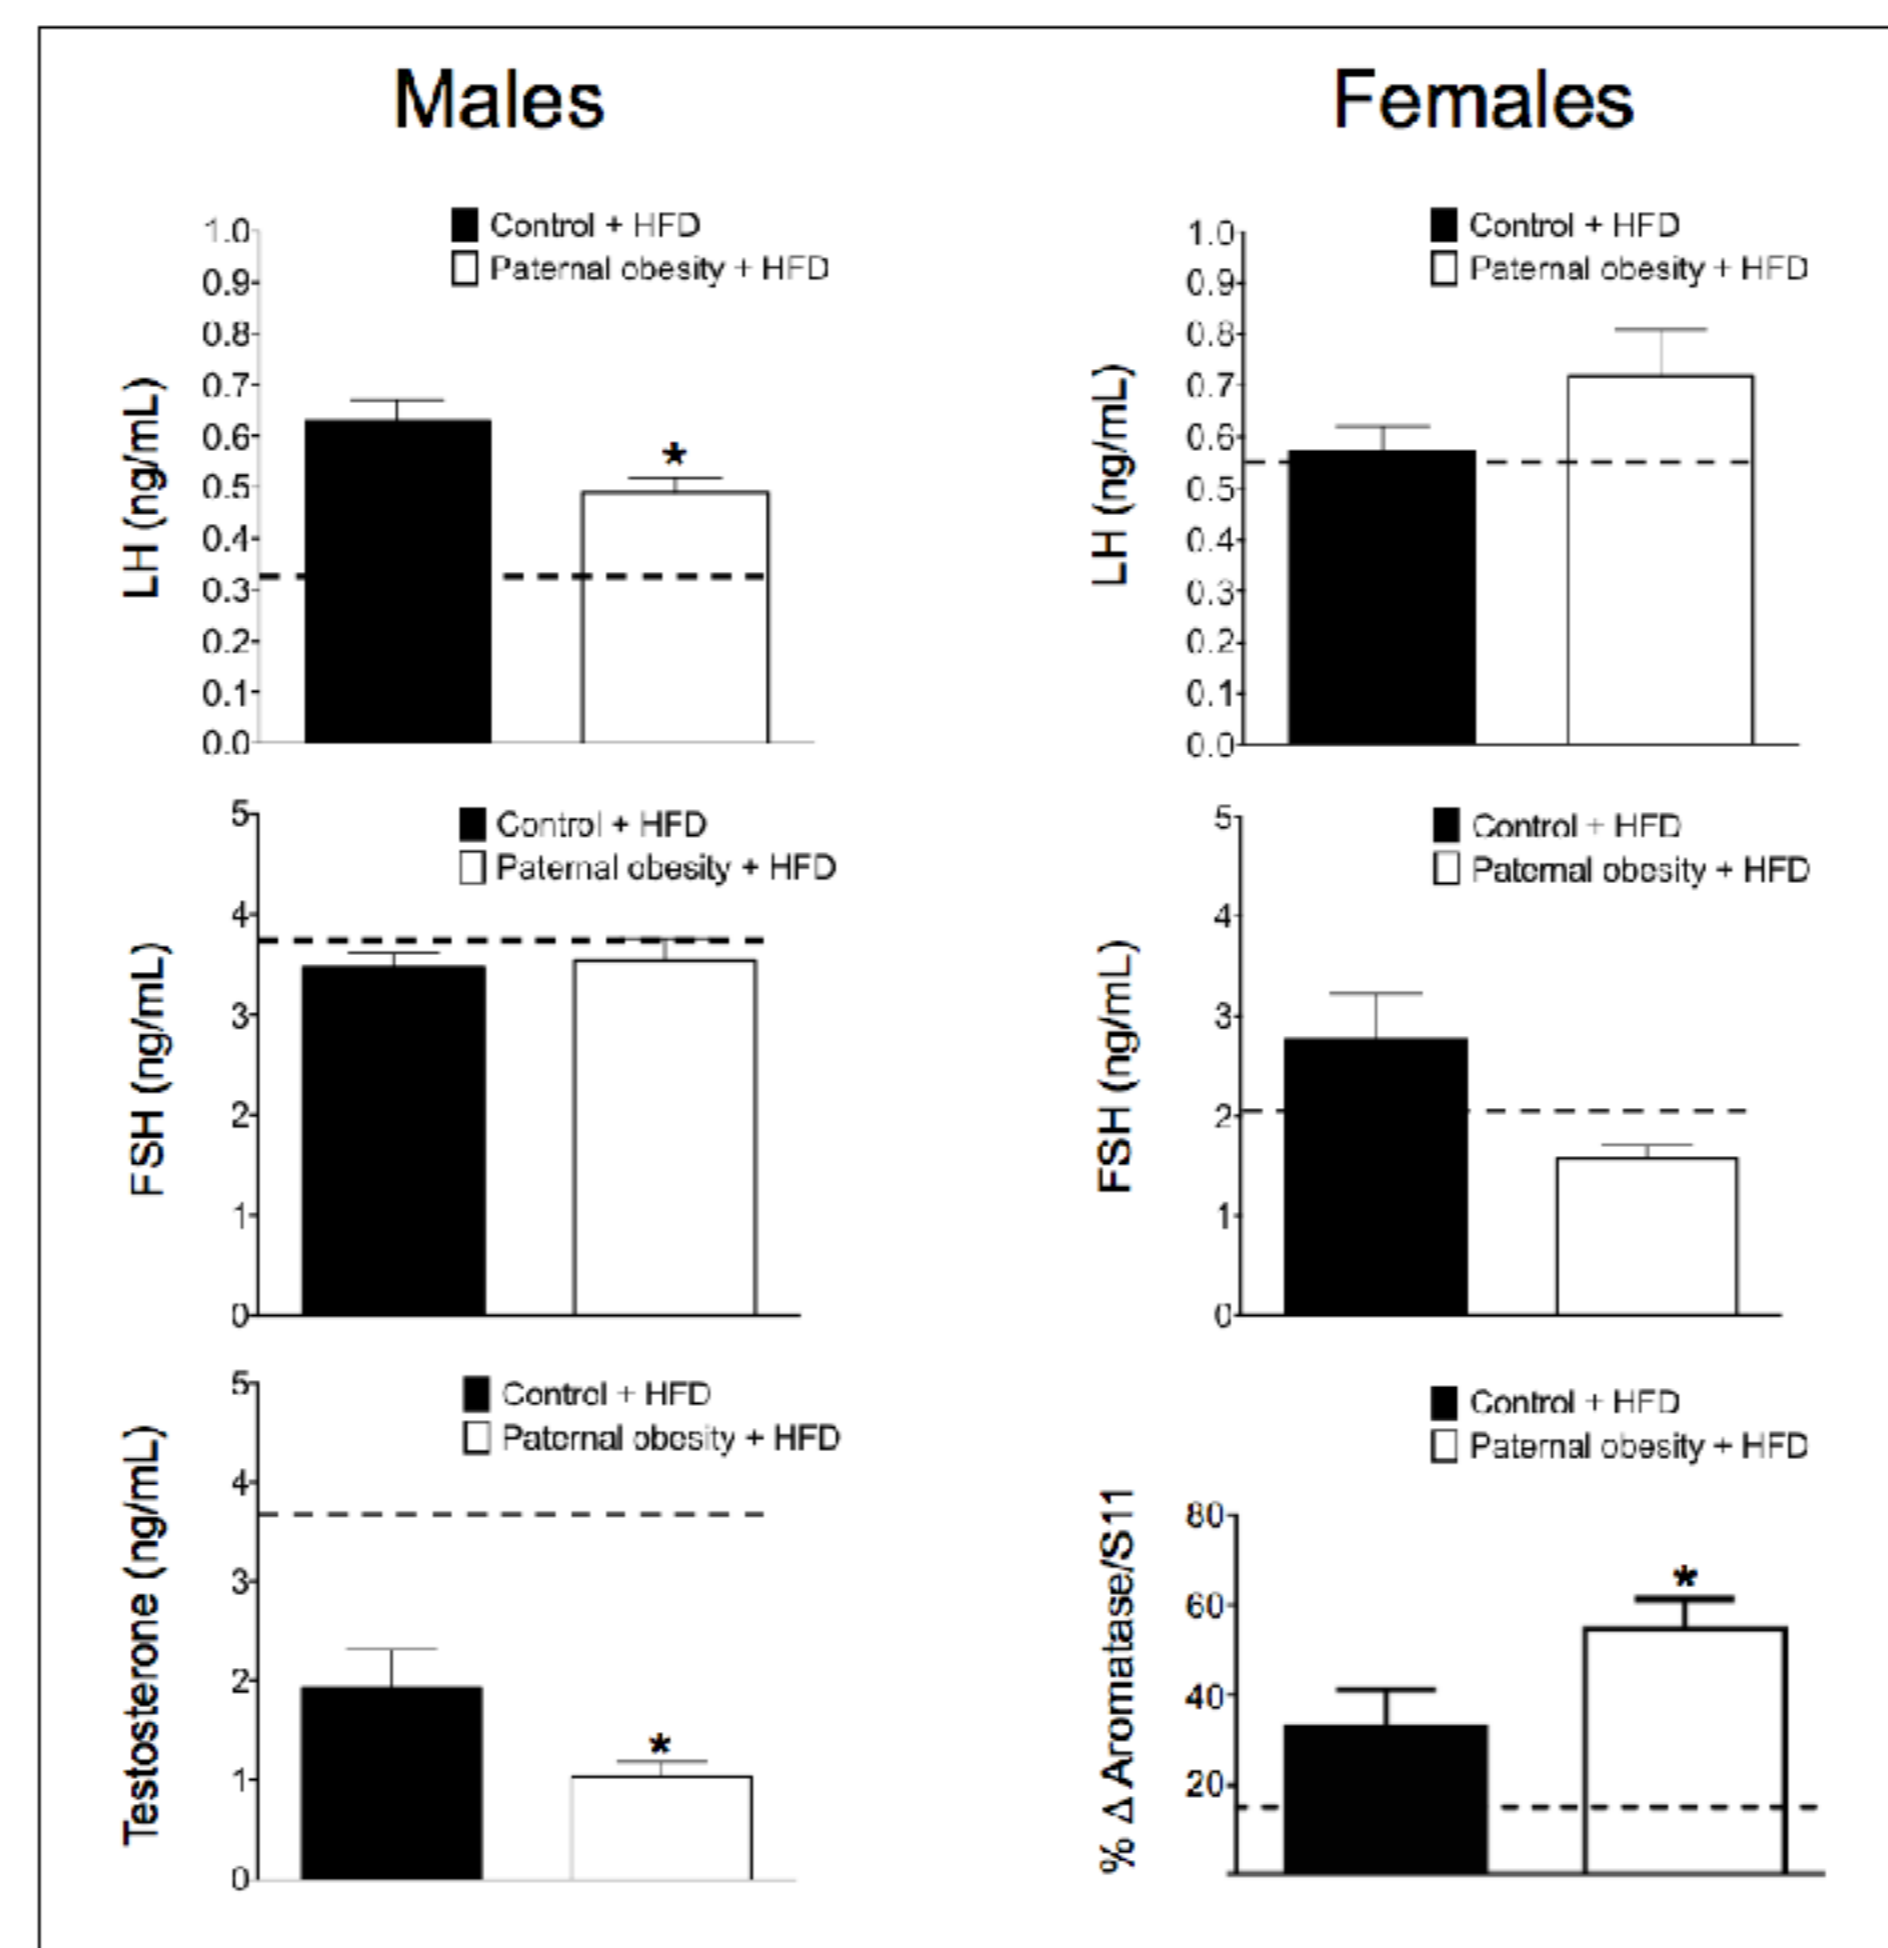 Males
Females
Control + HFD
Paternal obesity + HFD
LH (ng/mL)
1.0
0.9
0.8
0.7
0.6
0.5
0.4
0.3
0.2
0.1
0.0
*
Control + HFD
Paternal obesity + HFD
LH (ng/mL)
1.0
0.9
0.8
0.7
0.6
0.5
0.4
0.3
0.2
0.1
0.0
Control + HFD
Paternal obesity + HFD
FSH (ng/mL)
5
4
3
2
1
0
Control + HFD
Paternal obesity + HFD
FSH (ng/mL)
5
4
3
2
1
0
Control + HFD
Paternal obesity + HFD
Testosterone (ng/mL)
5
4
3
2
1
0
*
Control + HFD
Paternal obesity + HFD
% Δ Aromatase/S11
80
60
40
20
*